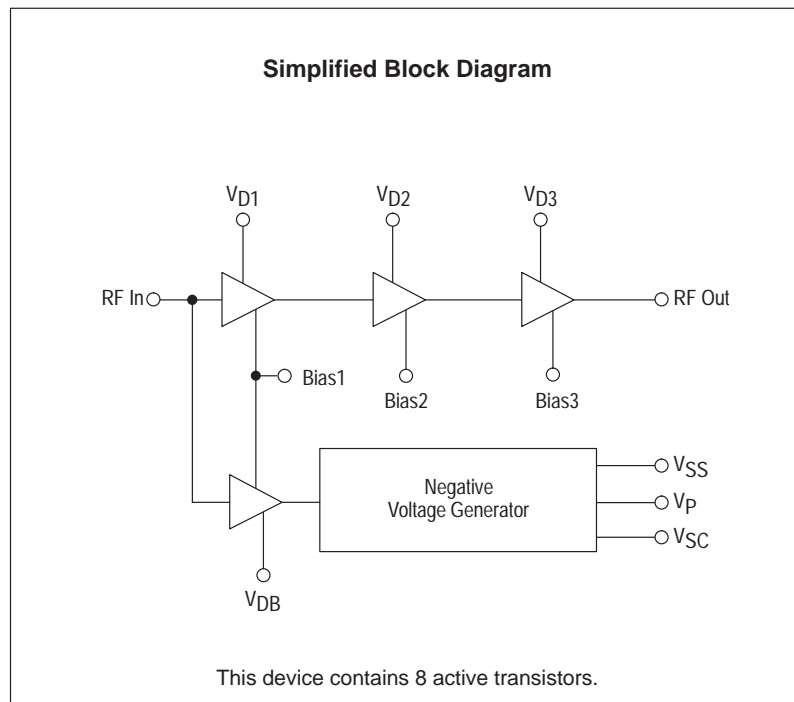 Simplified Block Diagram
VD1
VD2
VD3
RF In
RF Out
Bias1
Bias2
Bias3
Negative
Voltage Generator
VSS
VP
VSC
VDB
This device contains 8 active transistors.